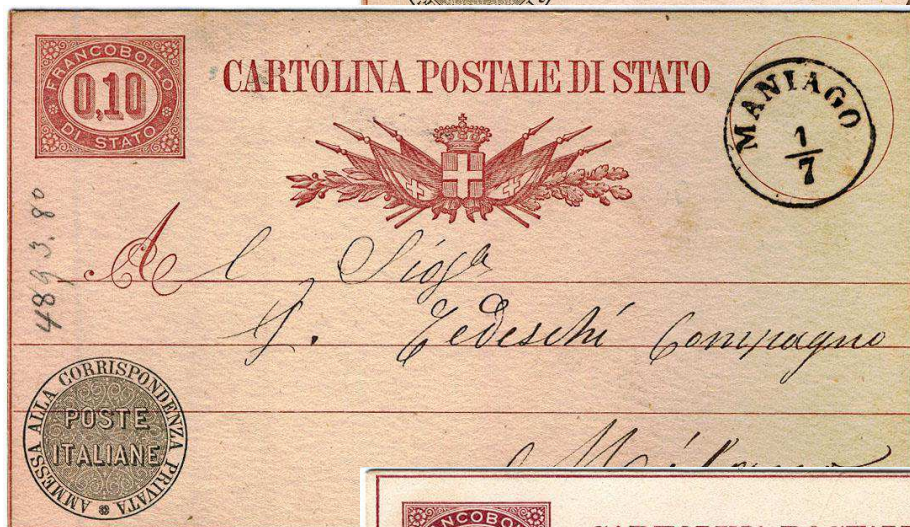 FRANCOBOLLO
0,10
DI STATO
CARTOLINA POSTALE DI STATO
MANIAGO
1/7
4893.80
Al
F. Tedeschi Compagno
Milano
AMMESSA ALLA CORRISPONDENZA PRIVATA
POSTE
ITALIANE